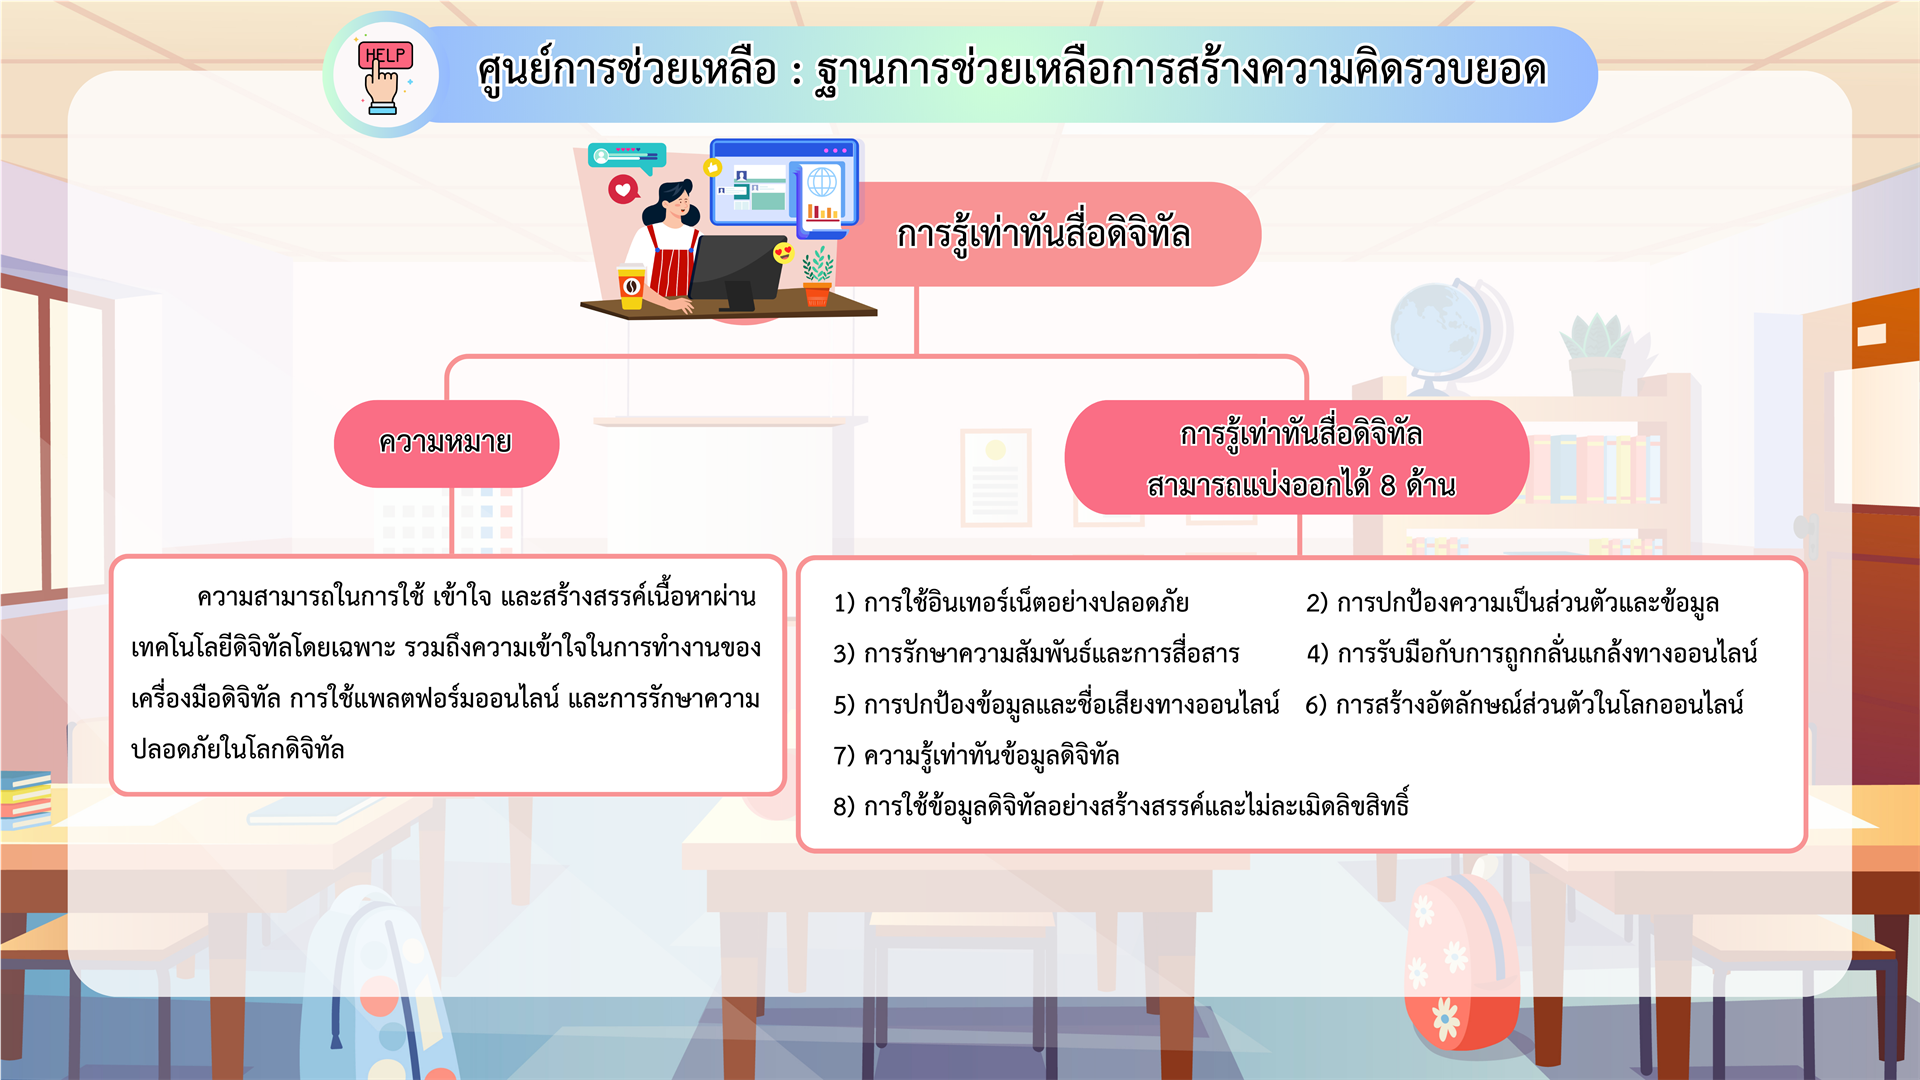 HELP
ศูนย์การช่วยเหลือ : ฐานการช่วยเหลือการสร้างความคิดรวบยอด
การรู้เท่าทันสื่อดิจิทัล
ความหมาย
ความสามารถในการใช้ เข้าใจ และสร้างสรรค์เนื้อหาผ่าน
เทคโนโลยีดิจิทัลโดยเฉพาะ รวมถึงความเข้าใจในการทำงานของ
เครื่องมือดิจิทัล การใช้แพลตฟอร์มออนไลน์ และการรักษาความ
ปลอดภัยในโลกดิจิทัล
การรู้เท่าทันสื่อดิจิทัล
สามารถแบ่งออกได้ 8 ด้าน
1) การใช้อินเทอร์เน็ตอย่างปลอดภัย 2) การปกป้องความเป็นส่วนตัวและข้อมูล
3) การรักษาความสัมพันธ์และการสื่อสาร 4) การรับมือกับการถูกกลั่นแกล้งทางออนไลน์
5) การปกป้องข้อมูลและชื่อเสียงทางออนไลน์ 6) การสร้างอัตลักษณ์ส่วนตัวในโลกออนไลน์
7) ความรู้เท่าทันข้อมูลดิจิทัล
8) การใช้ข้อมูลดิจิทัลอย่างสร้างสรรค์และไม่ละเมิดลิขสิทธิ์